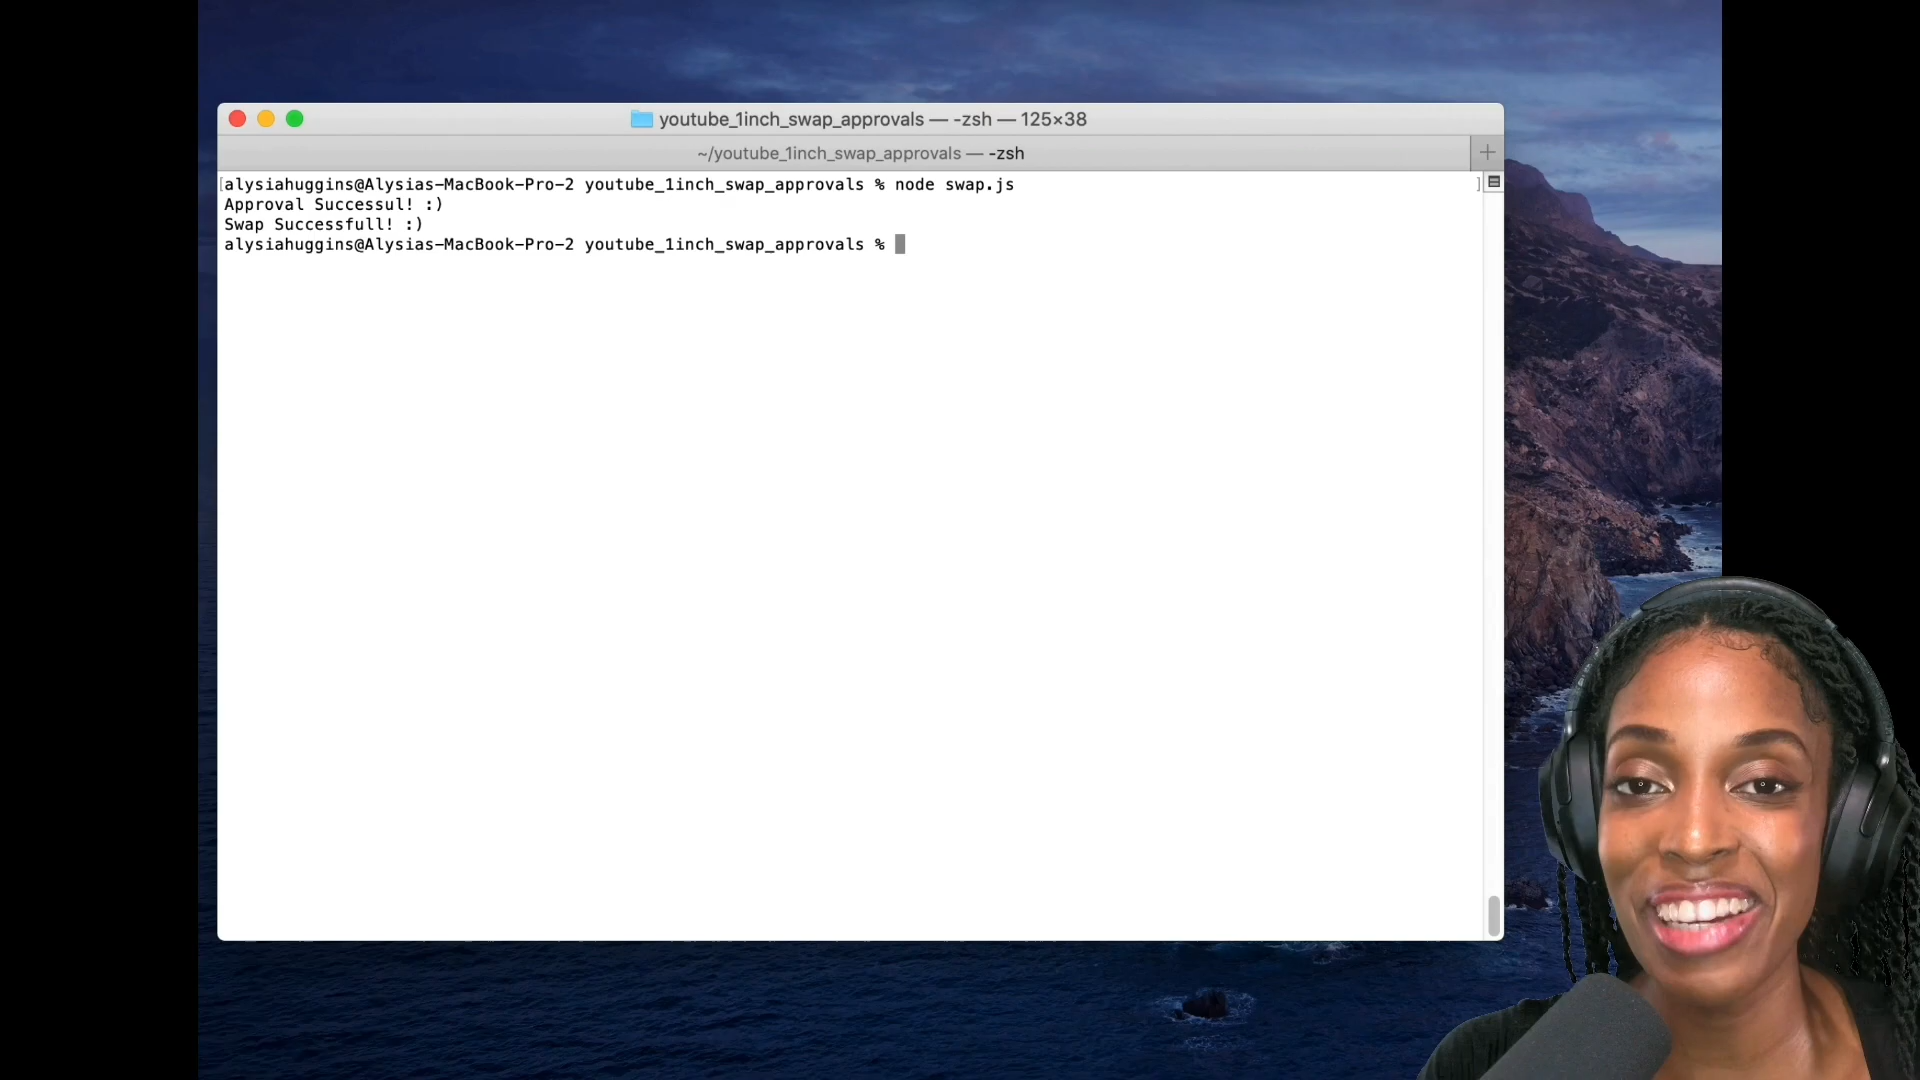 youtube_1inch_swap_approvals — -zsh — 125×38
~/youtube_1inch_swap_approvals — -zsh
[alysiahuggins@Alysias-MacBook-Pro-2 youtube_1inch_swap_approvals % node swap.js ]
Approval Successul! :)
Swap Successfull! :)
alysiahuggins@Alysias-MacBook-Pro-2 youtube_1inch_swap_approvals %